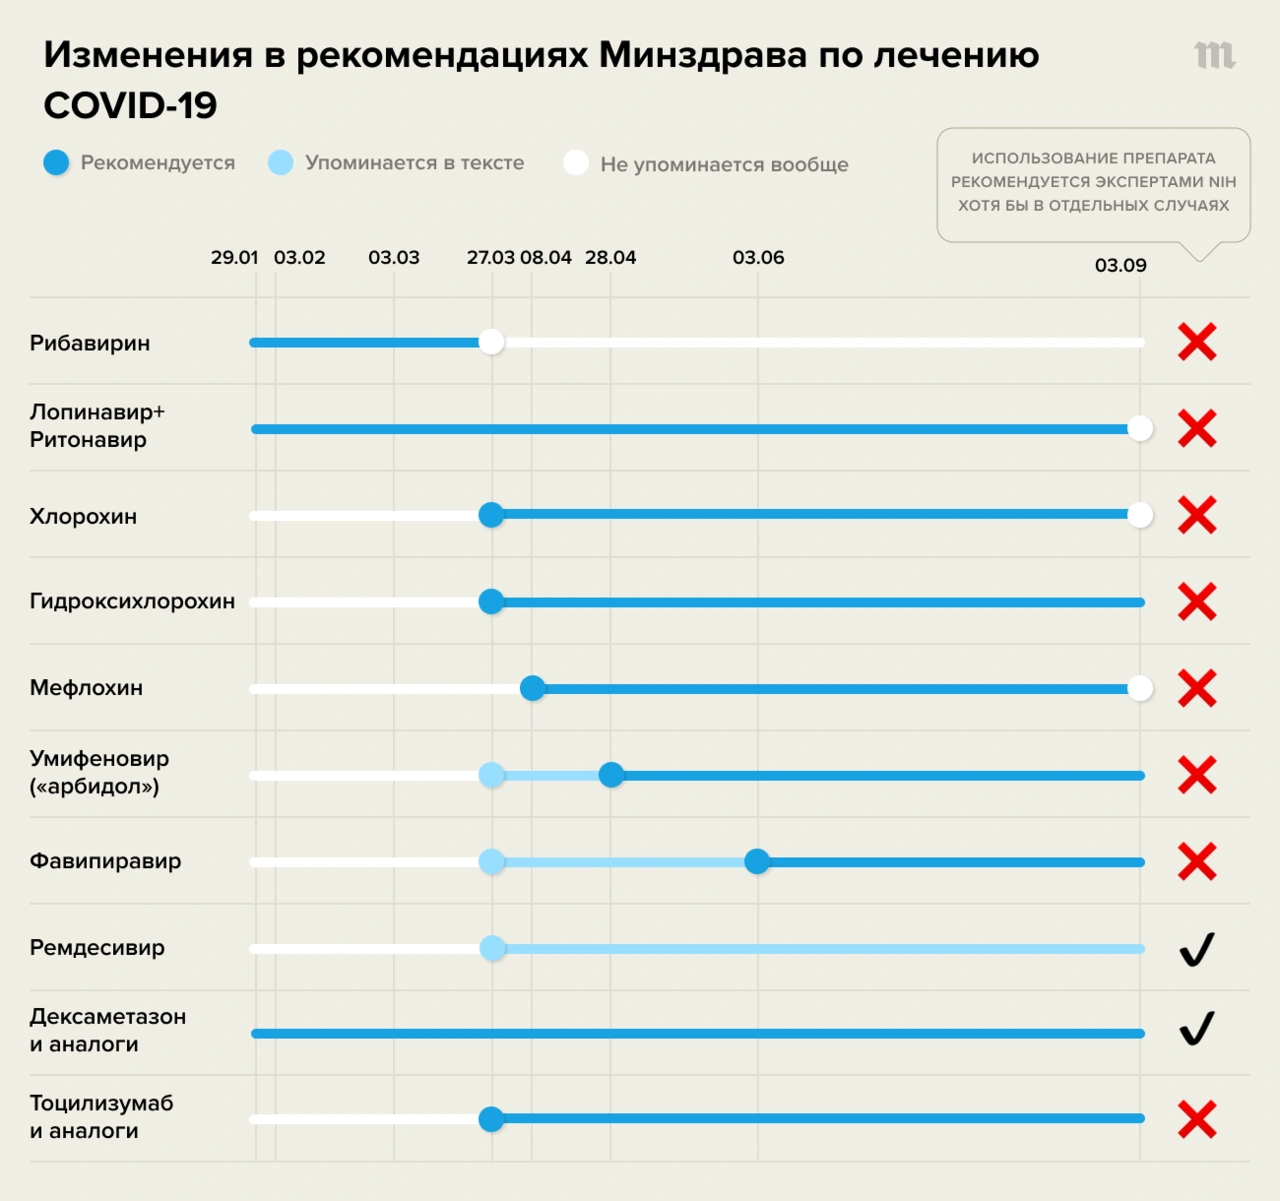 Изменения в рекомендациях Минздрава по лечению
COVID-19
m
Рекомендуется
Упоминается в тексте
Не упоминается вообще
ИСПОЛЬЗОВАНИЕ ПРЕПАРАТА
РЕКОМЕНДУЕТСЯ ЭКСПЕРТАМИ NIH
ХОТЯ БЫ В ОТДЕЛЬНЫХ СЛУЧАЯХ
29.01 03.02 03.03 27.03 08.04 28.04 03.06 03.09
Рибавирин
Лопинавир+
Ритонавир
Хлорохин
Гидроксихлорохин
Мефлохин
Умифеновир
(«арбидол»)
Фавипиравир
Ремдесивир
Дексаметазон
и аналоги
Тоцилизумаб
и аналоги